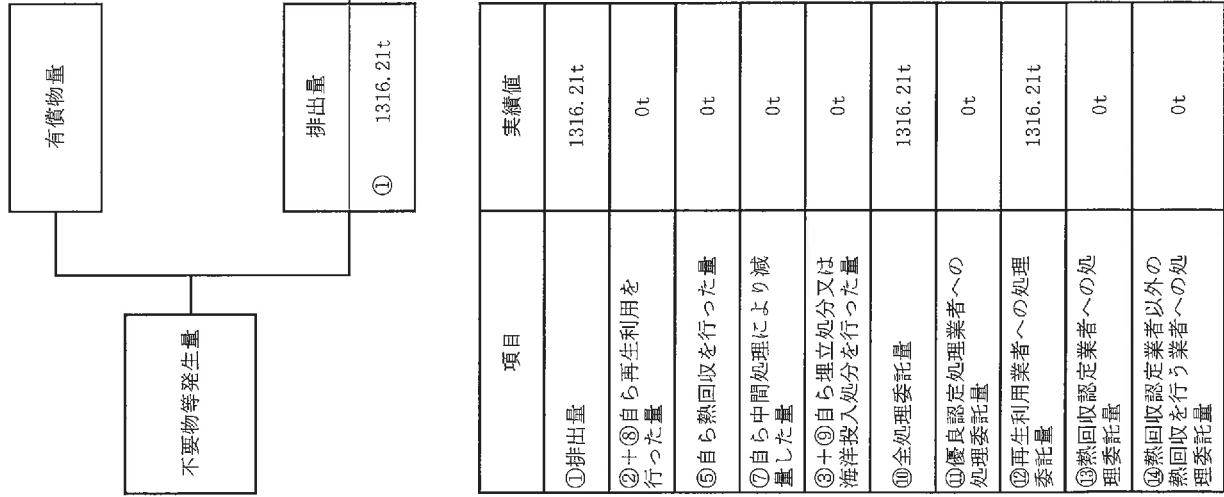 有償物量
不要物等発生量
排出量
① 1316.21t
項目 実績値
①排出量 1316.21t
②+⑧自ら再生利用を
行った量 0t
⑤自ら熱回収を行った量 0t
⑦自ら中間処理により減
量した量 0t
③+⑨自ら埋立処分又は
海洋投入処分を行った量 0t
⑩全処理委託量 1316.21t
⑪優良認定処理業者への
処理委託量 0t
⑫再生利用業者への処理
委託量 1316.21t
⑬熱回収認定業者への処
理委託量 0t
⑭熱回収認定業者以外の
熱回収を行う業者への処
理委託量 0t